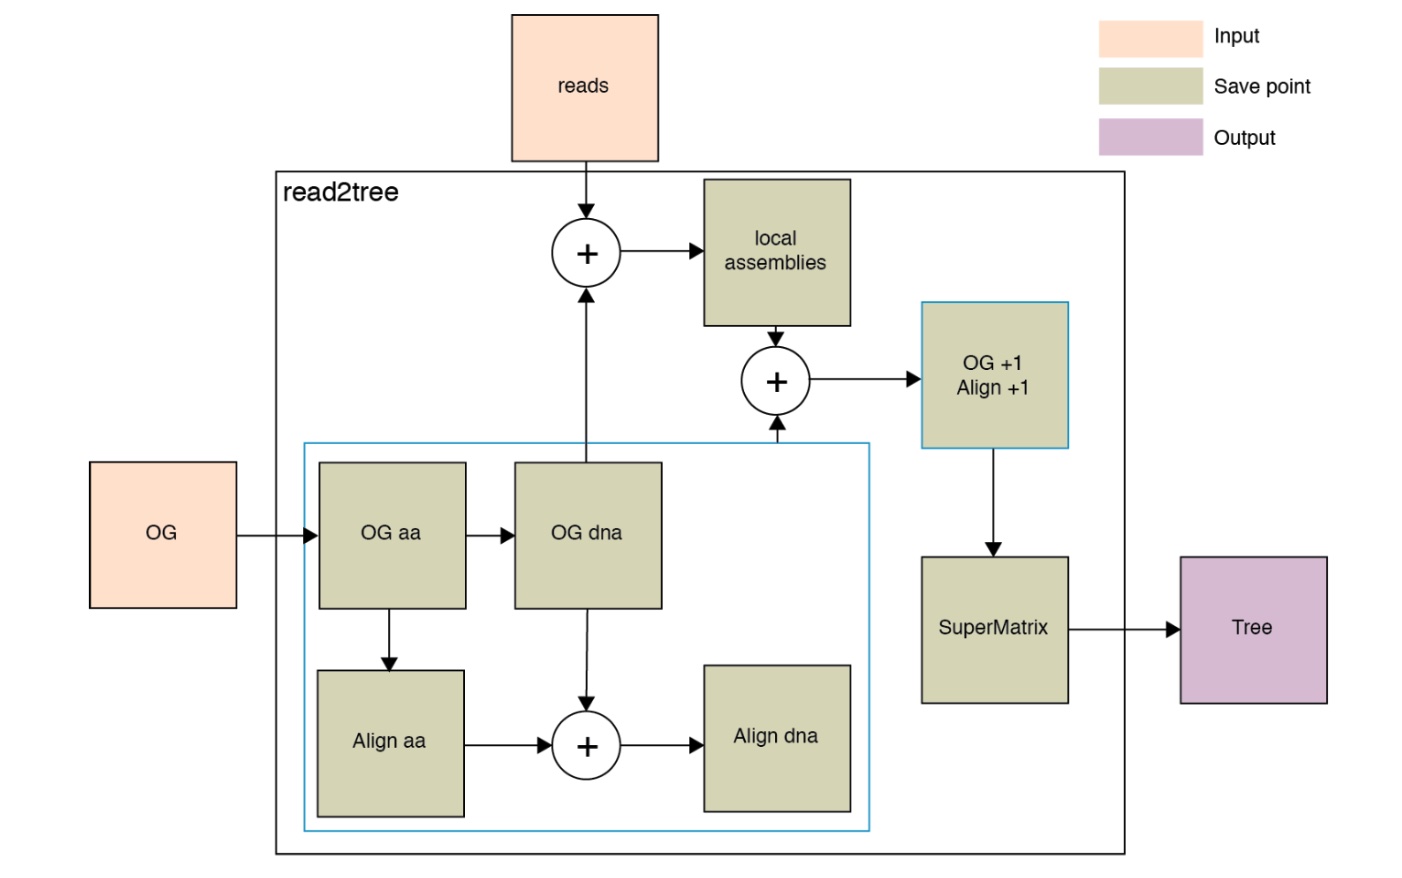 reads
Input
Save point
Output
read2tree
local
assemblies
+
OG +1
Align +1
+
OG
OG aa
OG dna
SuperMatrix
Tree
Align aa
+
Align dna